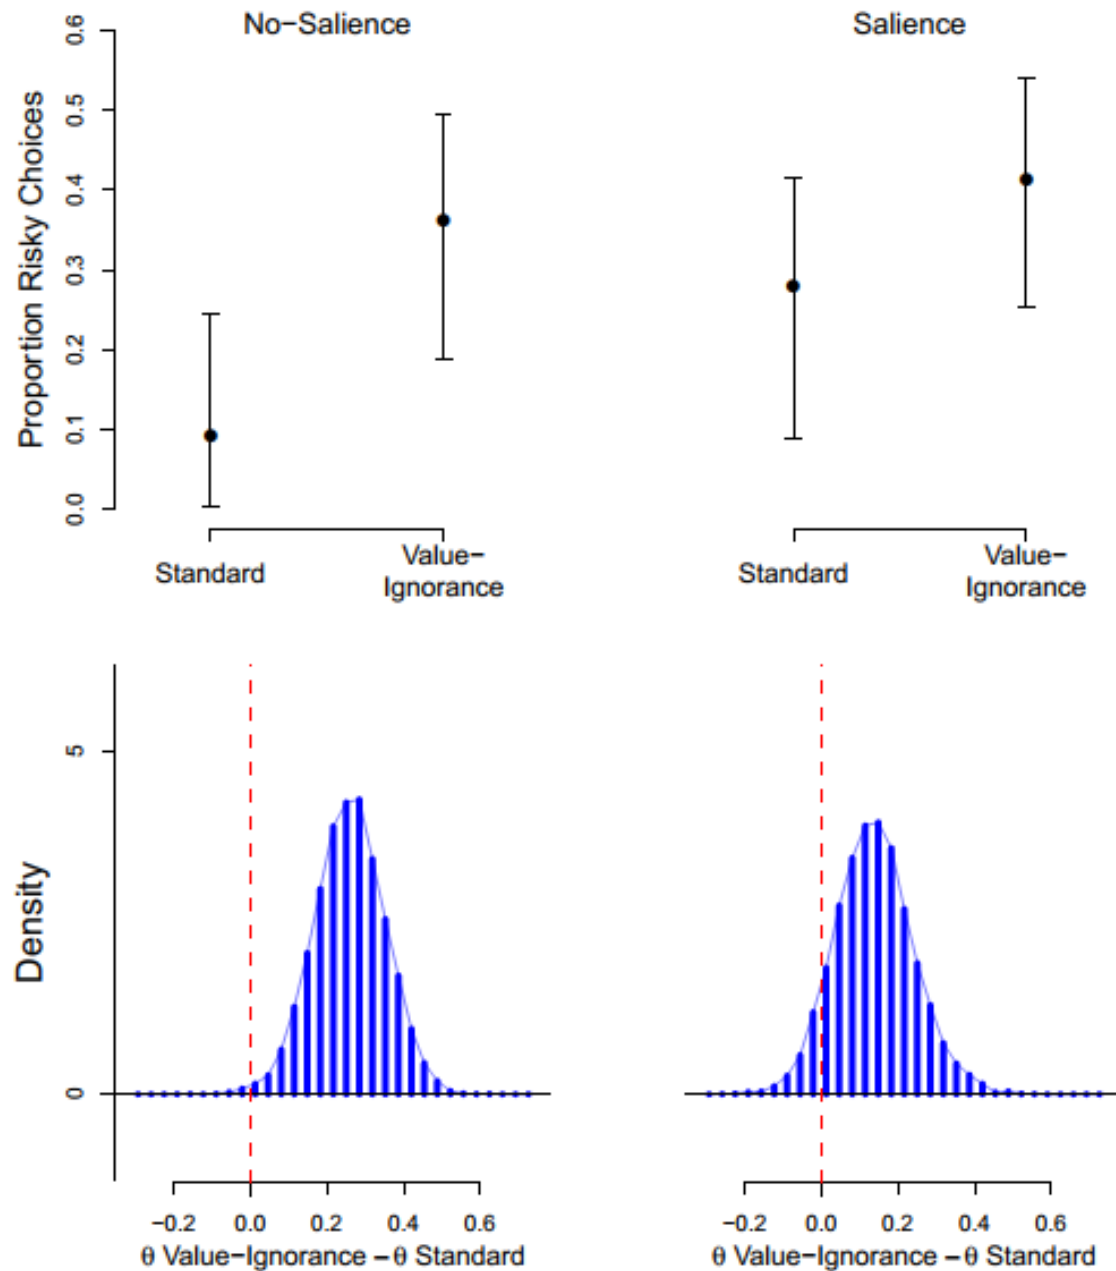 No−Salience
Salience
Proportion Risky Choices
0.6
0.5
0.4
0.3
0.2
0.1
0.0
Standard
Value−
Ignorance
Standard
Value−
Ignorance
Density
5
0
−0.2 0.0 0.2 0.4 0.6
θ Value−Ignorance − θ Standard
−0.2 0.0 0.2 0.4 0.6
θ Value−Ignorance − θ Standard